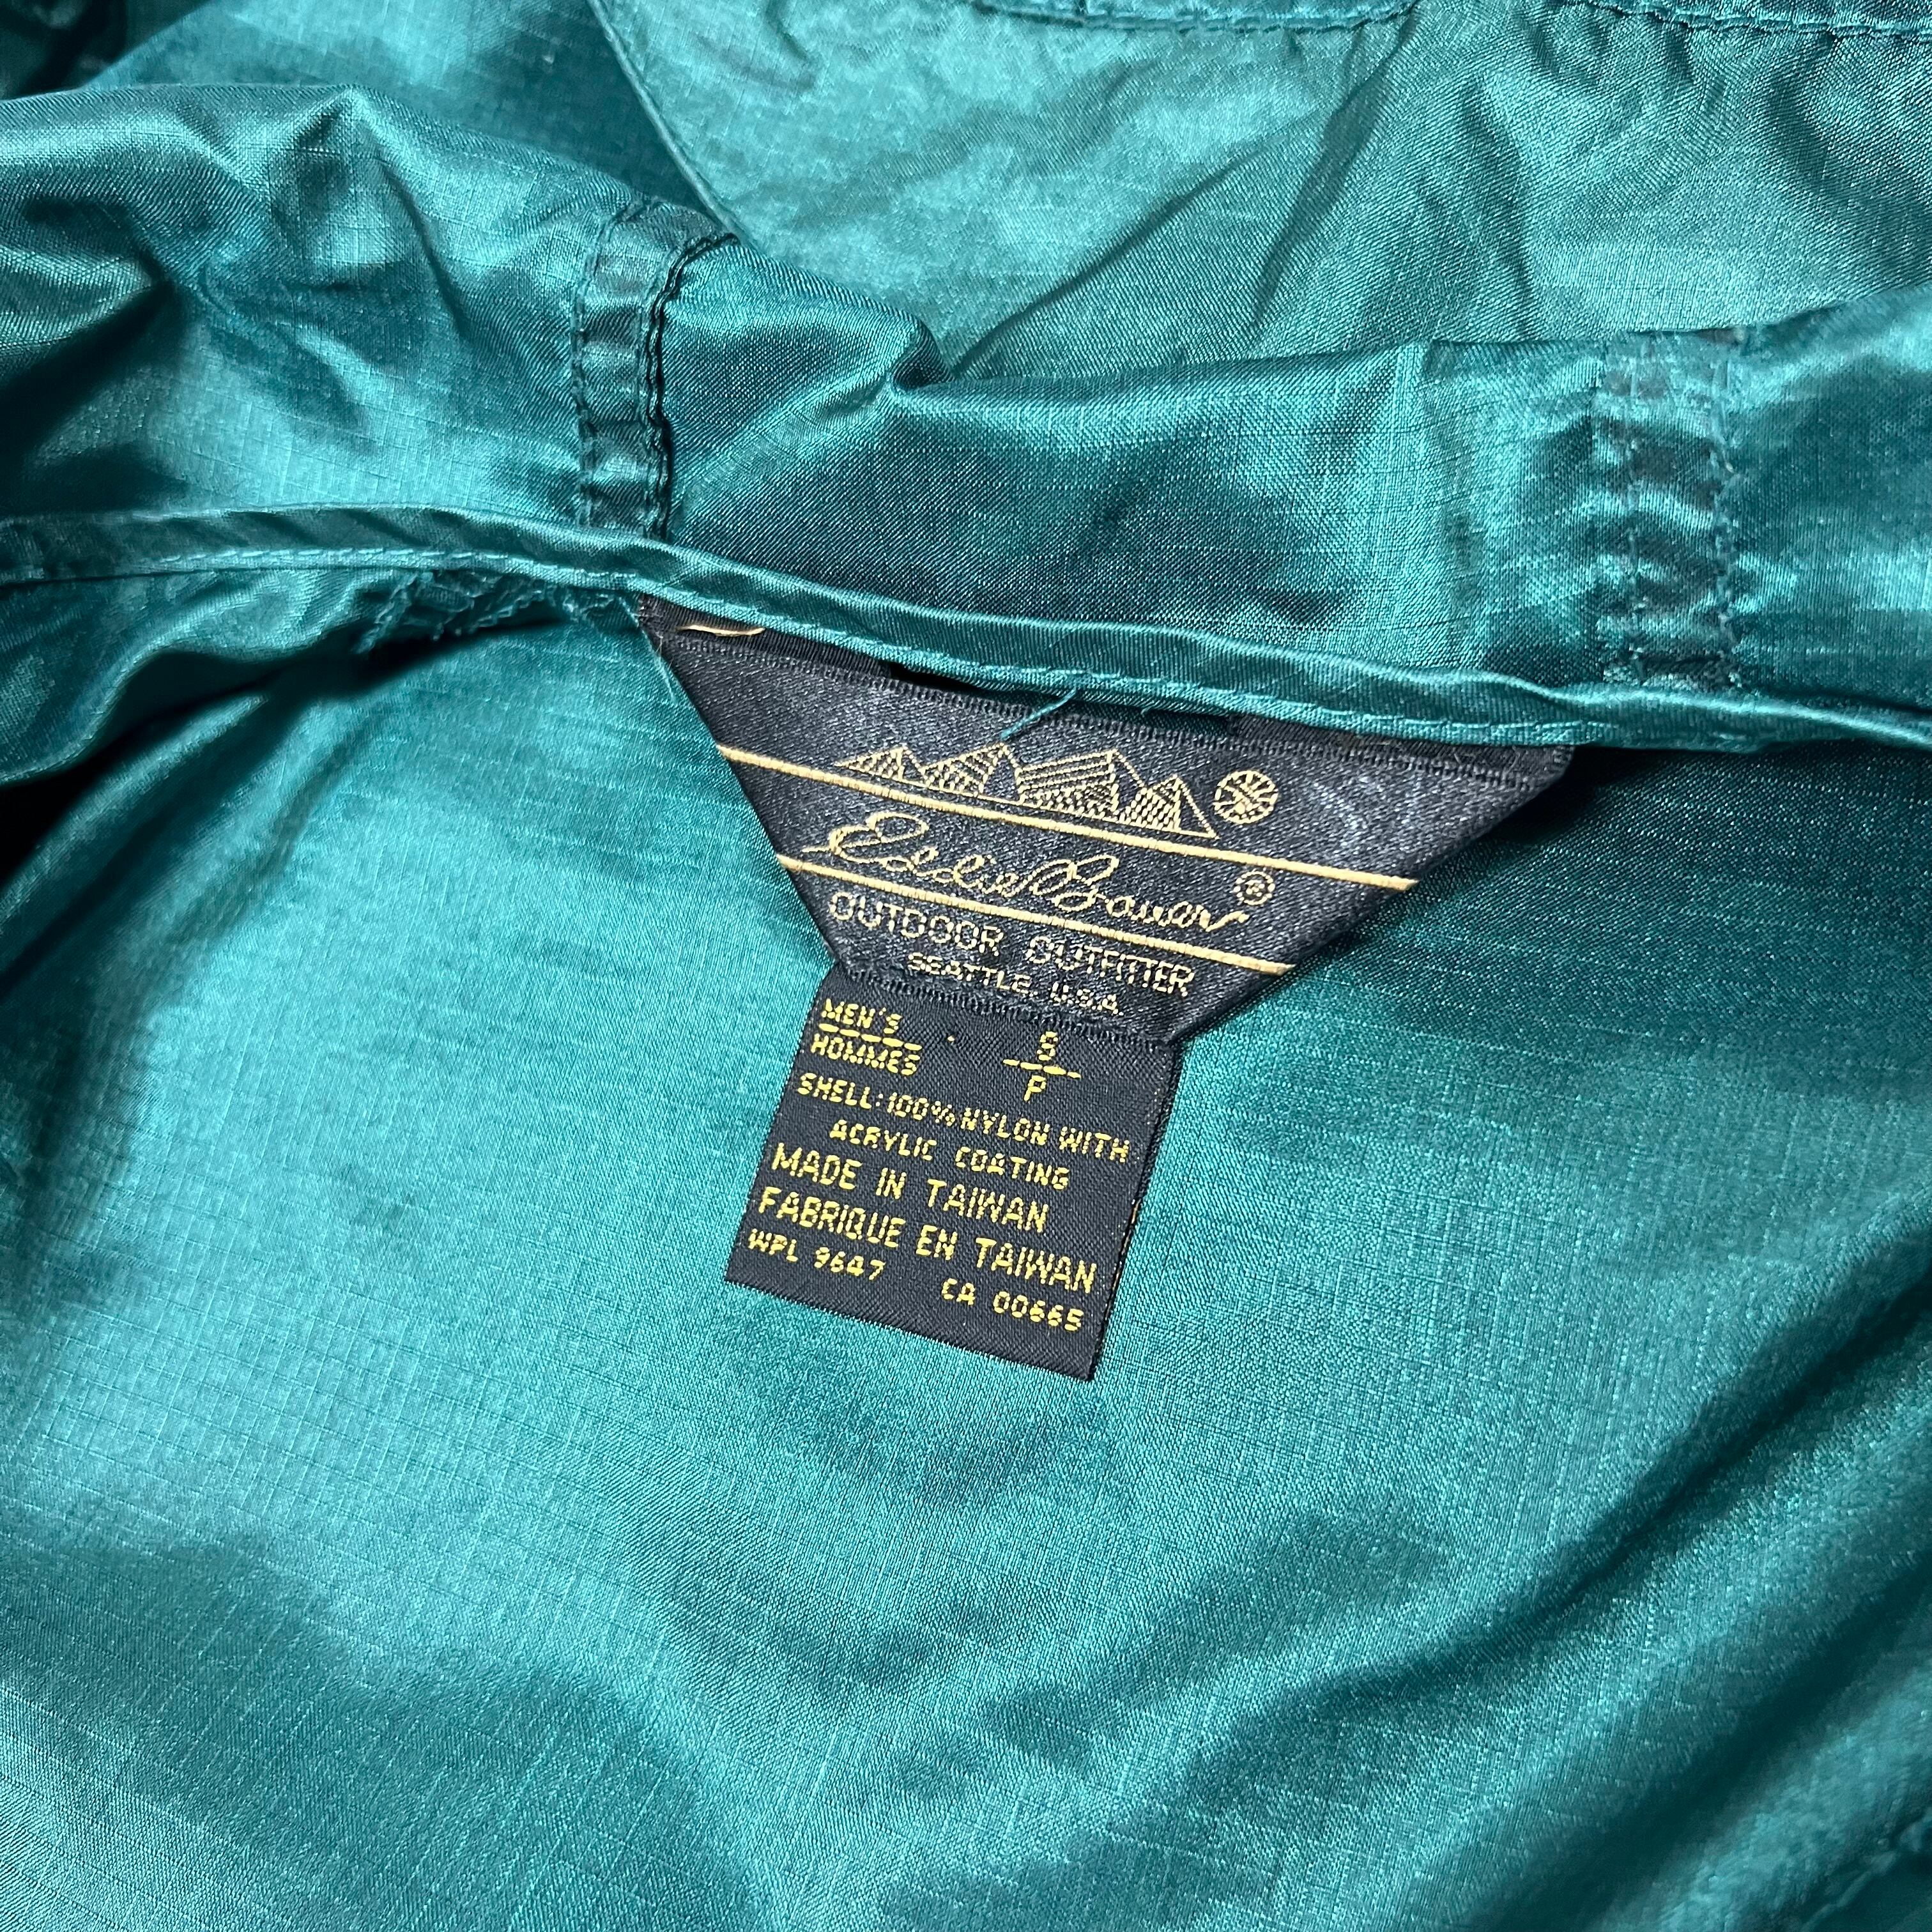 Eddie Bauer ®
OUTDOOR OUTFITTER
SEATTLE, U.S.A
MEN'S S
HOMMES P
SHELL: 100% NYLON WITH
ACRYLIC COATING
MADE IN TAIWAN
FABRIQUE EN TAIWAN
WPL 9647 CA 00665